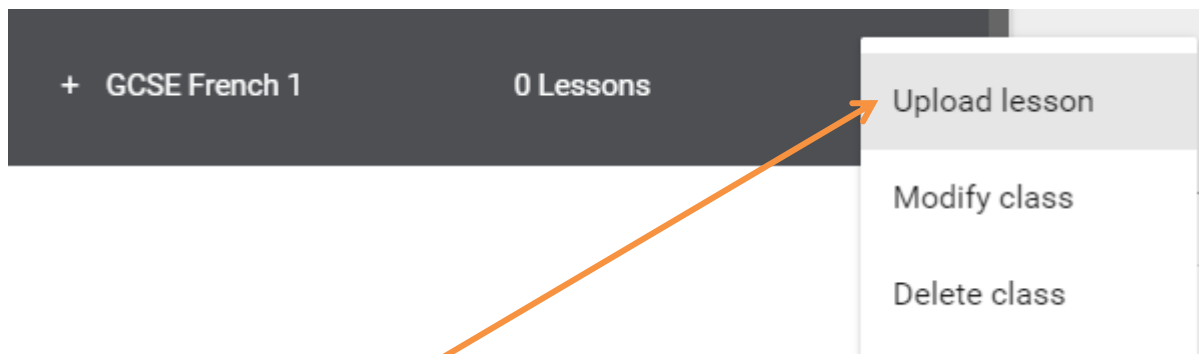 + GCSE French 1 0 Lessons
Upload lesson
Modify class
Delete class